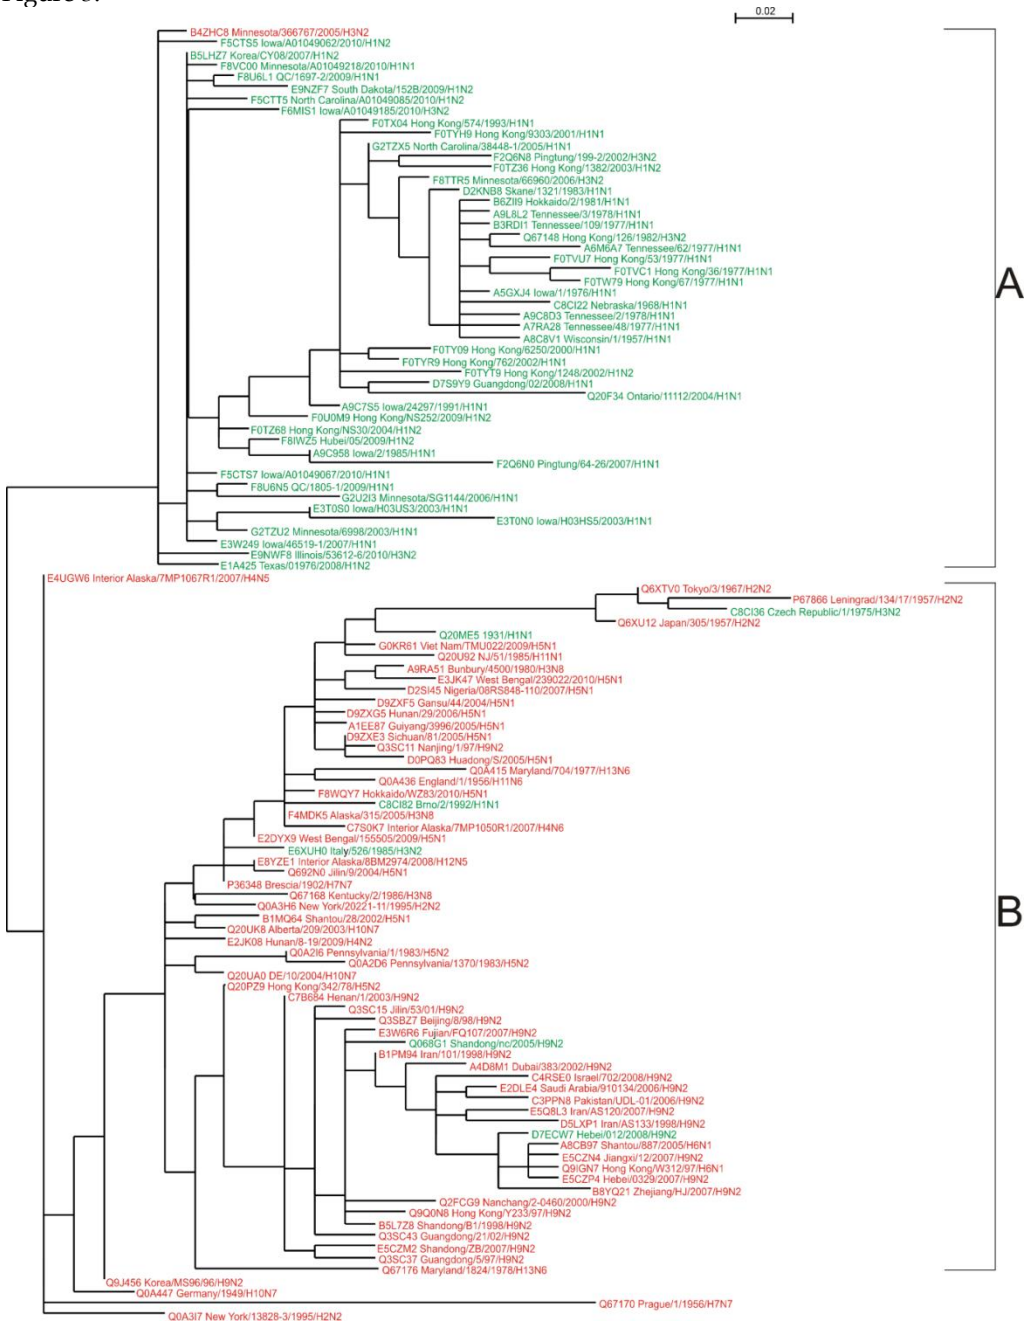 0.02
B4ZHC8 Minnesota/366767/2005/H3N2
F5CTS5 Iowa/A01049062/2010/H1N2
B5LHZ7 Korea/CY08/2007/H1N2
F8VC00 Minnesota/A01049218/2010/H1N1
F8U6L1 QC/1697-2/2009/H1N1
E9NZF7 South Dakota/152B/2009/H1N2
F5CTT5 North Carolina/A01049085/2010/H1N2
F6MIS1 Iowa/A01049185/2010/H3N2
F0TX04 Hong Kong/574/1993/H1N1
F0TYH9 Hong Kong/9303/2001/H1N1
G2TZX5 North Carolina/38448-1/2005/H1N1
F2Q6N8 Pingtung/199-2/2002/H3N2
F0TZ36 Hong Kong/1382/2003/H1N2
F8TTR5 Minnesota/66960/2006/H3N2
D2KNB8 Skane/1321/1983/H1N1
B6ZII9 Hokkaido/2/1981/H1N1
A9L8L2 Tennessee/3/1978/H1N1
B3RDI1 Tennessee/109/1977/H1N1
Q67148 Hong Kong/126/1982/H3N2
A6M6A7 Tennessee/62/1977/H1N1
F0TVU7 Hong Kong/53/1977/H1N1
F0TVC1 Hong Kong/36/1977/H1N1
F0TW79 Hong Kong/67/1977/H1N1
A5GXJ4 Iowa/1/1976/H1N1
C8CI22 Nebraska/1968/H1N1
A9C8D3 Tennessee/2/1978/H1N1
A7RA28 Tennessee/48/1977/H1N1
A8C8V1 Wisconsin/1/1957/H1N1
F0TY09 Hong Kong/6250/2000/H1N1
F0TYR9 Hong Kong/762/2002/H1N1
F0TYT9 Hong Kong/1248/2002/H1N2
D7S9Y9 Guangdong/02/2008/H1N1
Q20F34 Ontario/11112/2004/H1N1
A9C7S5 Iowa/24297/1991/H1N1
F0U0M9 Hong Kong/NS252/2009/H1N2
F0TZ68 Hong Kong/NS30/2004/H1N2
F8IWZ5 Hubei/05/2009/H1N2
A9C958 Iowa/2/1985/H1N1
F2Q6N0 Pingtung/64-26/2007/H1N1
F5CTS7 Iowa/A01049067/2010/H1N1
F8U6N5 QC/1805-1/2009/H1N1
G2U2I3 Minnesota/SG1144/2006/H1N1
E3T0S0 Iowa/H03US3/2003/H1N1
E3T0N0 Iowa/H03HS5/2003/H1N1
G2TZU2 Minnesota/6998/2003/H1N1
E3W249 Iowa/46519-1/2007/H1N1
E9NWF8 Illinois/53612-6/2010/H3N2
E1A425 Texas/01976/2008/H1N2
A
E4UGW6 Interior Alaska/7MP1067R1/2007/H4N5
Q6XTV0 Tokyo/3/1967/H2N2
P67866 Leningrad/134/17/1957/H2N2
C8CI36 Czech Republic/1/1975/H3N2
Q6XU12 Japan/305/1957/H2N2
Q20ME5 1931/H1N1
G0KR61 Viet Nam/TMU022/2009/H5N1
Q20U92 NJ/51/1985/H11N1
A9RA51 Bunbury/4500/1980/H3N8
E3JK47 West Bengal/239022/2010/H5N1
D2SI45 Nigeria/08RS848-110/2007/H5N1
D9ZXF5 Gansu/44/2004/H5N1
D9ZXG5 Hunan/29/2006/H5N1
A1EE87 Guiyang/3996/2005/H5N1
D9ZXE3 Sichuan/81/2005/H5N1
Q3SC11 Nanjing/1/97/H9N2
D0PQ83 Huadong/S/2005/H5N1
Q0A415 Maryland/704/1977/H13N6
Q0A436 England/1/1956/H11N6
F8WQY7 Hokkaido/WZ83/2010/H5N1
C8CI82 Brno/2/1992/H1N1
F4MDK5 Alaska/315/2005/H3N8
C7S0K7 Interior Alaska/7MP1050R1/2007/H4N6
E2DYX9 West Bengal/155505/2009/H5N1
E6XUH0 Italy/526/1985/H3N2
E8YZE1 Interior Alaska/8BM2974/2008/H12N5
Q692N0 Jilin/9/2004/H5N1
P36348 Brescia/1902/H7N7
Q67168 Kentucky/2/1986/H3N8
Q0A3H6 New York/20221-11/1995/H2N2
B1MQ64 Shantou/28/2002/H5N1
Q20UK8 Alberta/209/2003/H10N7
E2JK08 Hunan/8-19/2009/H4N2
Q0A2I6 Pennsylvania/1/1983/H5N2
Q0A2D6 Pennsylvania/1370/1983/H5N2
Q20UA0 DE/10/2004/H10N7
Q20PZ9 Hong Kong/342/78/H5N2
C7B684 Henan/1/2003/H9N2
Q3SC15 Jilin/53/01/H9N2
Q3SBZ7 Beijing/8/98/H9N2
E3W6R6 Fujian/FQ107/2007/H9N2
Q068G1 Shandong/nc/2005/H9N2
B1PM94 Iran/101/1998/H9N2
A4D8M1 Dubai/383/2002/H9N2
C4RSE0 Israel/702/2008/H9N2
E2DLE4 Saudi Arabia/910134/2006/H9N2
C3PPN8 Pakistan/UDL-01/2006/H9N2
E5Q8L3 Iran/AS120/2007/H9N2
D5LXP1 Iran/AS133/1998/H9N2
D7ECW7 Hebei/012/2008/H9N2
A8CB97 Shantou/887/2005/H6N1
E5CZN4 Jiangxi/12/2007/H9N2
Q9IGN7 Hong Kong/W312/97/H6N1
E5CZP4 Hebei/0329/2007/H9N2
B8YQ21 Zhejiang/HJ/2007/H9N2
Q2FCG9 Nanchang/2-0460/2000/H9N2
Q9Q0N8 Hong Kong/Y233/97/H9N2
B5L7Z8 Shandong/B1/1998/H9N2
Q3SC43 Guangdong/21/02/H9N2
E5CZM2 Shandong/ZB/2007/H9N2
Q3SC37 Guangdong/5/97/H9N2
Q67176 Maryland/1824/1978/H13N6
B
Q9J456 Korea/MS96/96/H9N2
Q0A447 Germany/1949/H10N7
Q67170 Prague/1/1956/H7N7
Q0A3I7 New York/13828-3/1995/H2N2